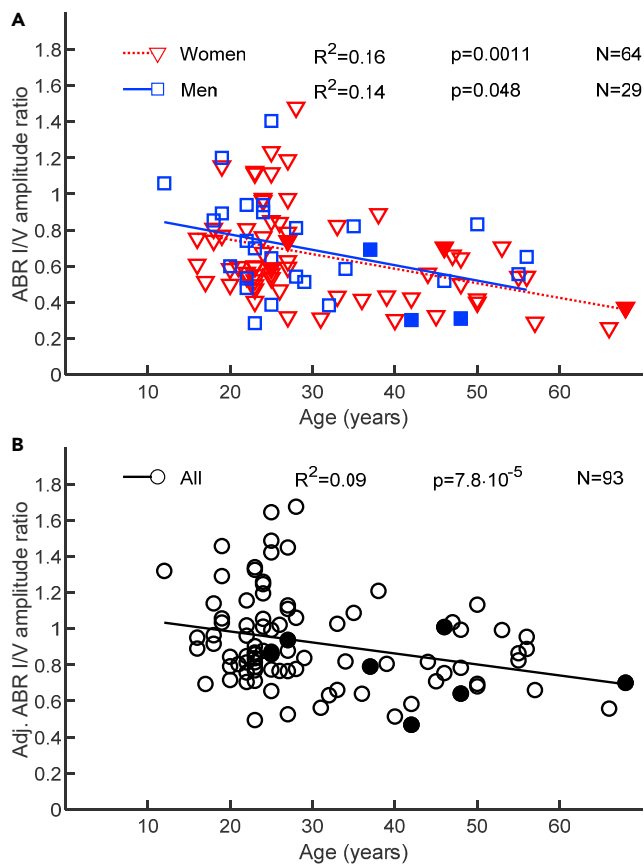 A
Women R²=0.16 p=0.0011 N=64
Men R²=0.14 p=0.048 N=29
ABR I/V amplitude ratio
1.8
1.6
1.4
1.2
1
0.8
0.6
0.4
0.2
0
10 20 30 40 50 60
Age (years)
B
All R²=0.09 p=7.8·10⁻⁵ N=93
Adj. ABR I/V amplitude ratio
1.8
1.6
1.4
1.2
1
0.8
0.6
0.4
0.2
0
10 20 30 40 50 60
Age (years)